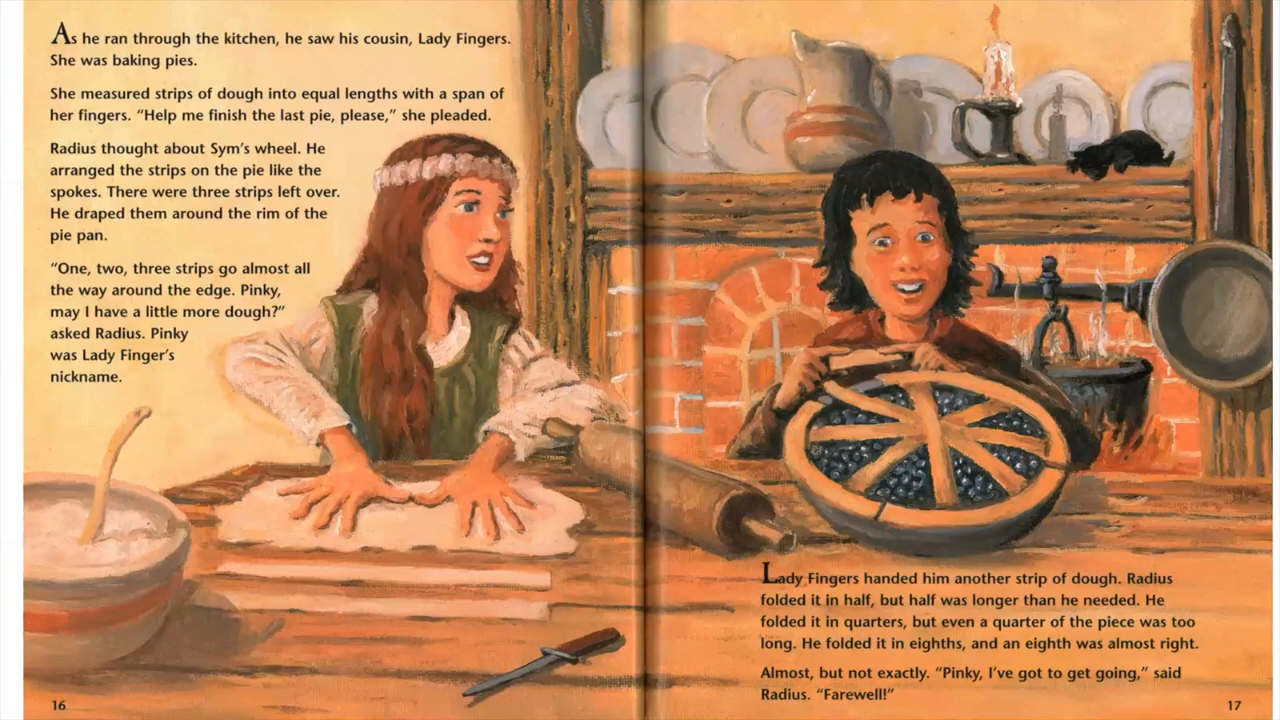 As he ran through the kitchen, he saw his cousin, Lady Fingers.
She was baking pies.
She measured strips of dough into equal lengths with a span of
her fingers. “Help me finish the last pie, please,” she pleaded.
Radius thought about Sym’s wheel. He
arranged the strips on the pie like the
spokes. There were three strips left over.
He draped them around the rim of the
pie pan.
“One, two, three strips go almost all
the way around the edge. Pinky,
may I have a little more dough?”
asked Radius. Pinky
was Lady Finger’s
nickname.
16
Lady Fingers handed him another strip of dough. Radius
folded it in half, but half was longer than he needed. He
folded it in quarters, but even a quarter of the piece was too
long. He folded it in eighths, and an eighth was almost right.
Almost, but not exactly. “Pinky, I’ve got to get going,” said
Radius. “Farewell!”
17